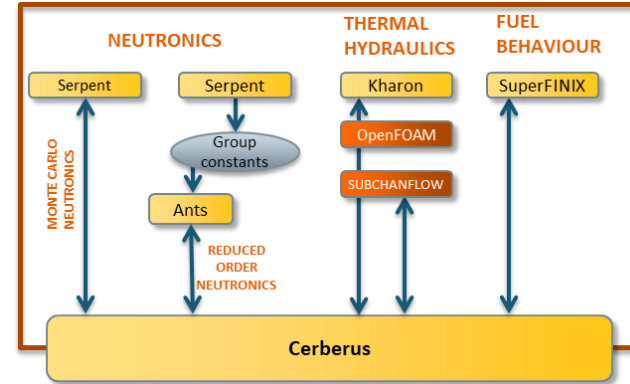 NEUTRONICS
THERMAL
HYDRAULICS
FUEL
BEHAVIOUR
Serpent
Serpent
Kharon
SuperFINIX
OpenFOAM
Group
constants
SUBCHANFLOW
Ants
MONTE CARLO
NEUTRONICS
REDUCED
ORDER
NEUTRONICS
Cerberus